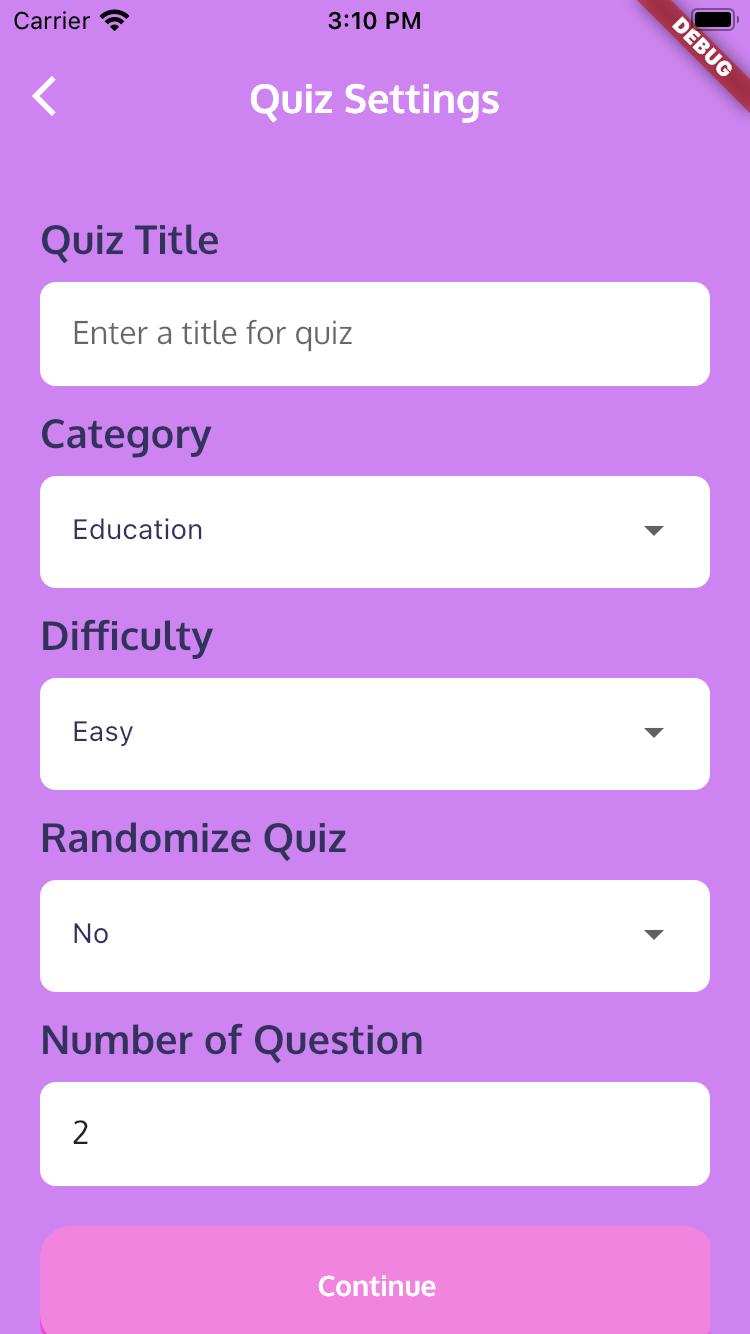 Carrier 3:10 PM
DEBUG
Quiz Settings
Quiz Title
Enter a title for quiz
Category
Education
Difficulty
Easy
Randomize Quiz
No
Number of Question
2
Continue